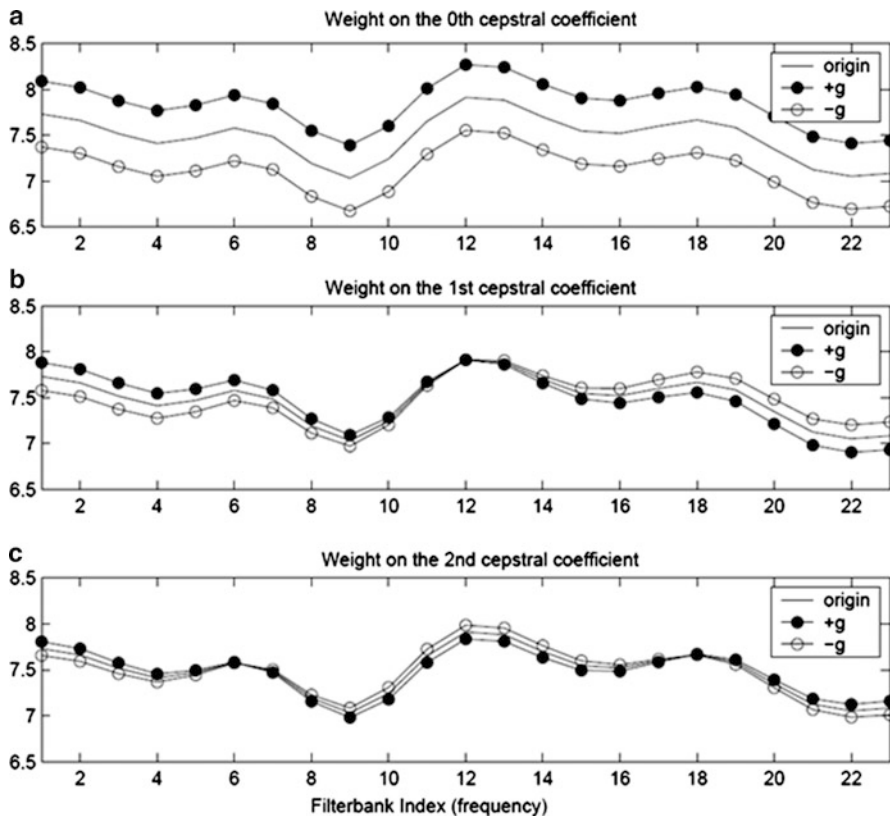 a
Weight on the 0th cepstral coefficient
8.5
8
7.5
7
6.5
origin
+g
-g
2 4 6 8 10 12 14 16 18 20 22
b
Weight on the 1st cepstral coefficient
8.5
8
7.5
7
6.5
origin
+g
-g
2 4 6 8 10 12 14 16 18 20 22
c
Weight on the 2nd cepstral coefficient
8.5
8
7.5
7
6.5
origin
+g
-g
2 4 6 8 10 12 14 16 18 20 22
Filterbank Index (frequency)